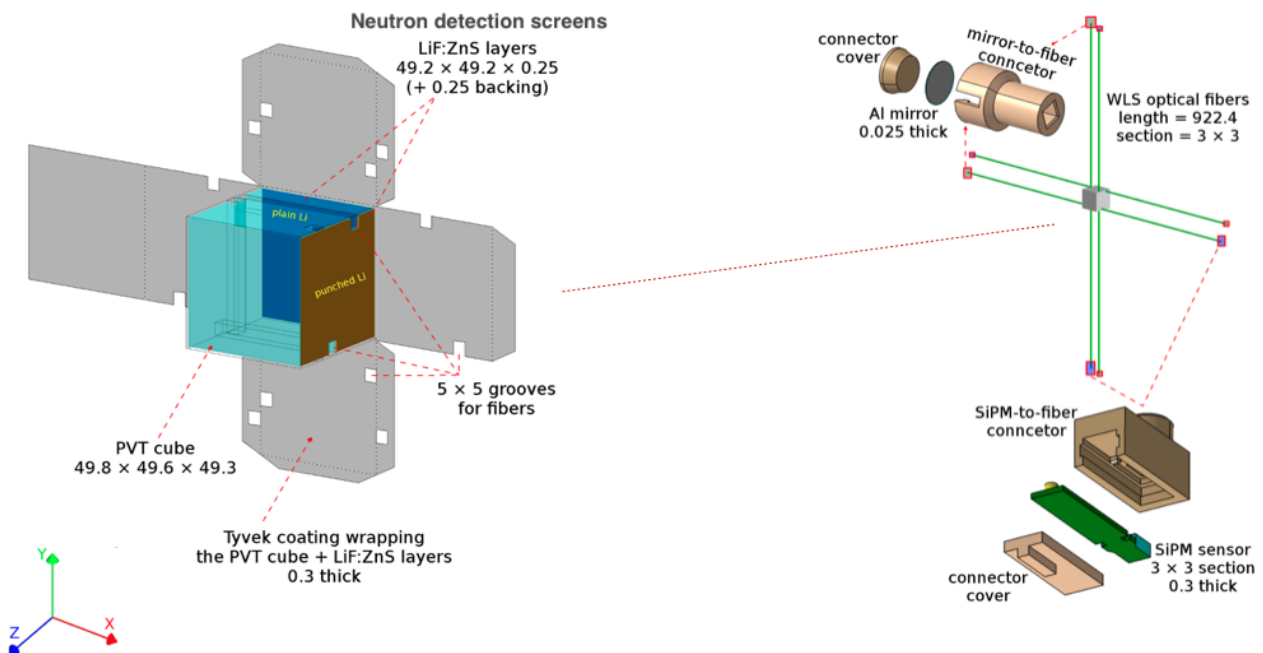 Neutron detection screens
LiF:ZnS layers
49.2 × 49.2 × 0.25
(+ 0.25 backing)
plain Li
punched Li
5 × 5 grooves
for fibers
PVT cube
49.8 × 49.6 × 49.3
Tyvek coating wrapping
the PVT cube + LiF:ZnS layers
0.3 thick
Y
X
Z
connector
cover
mirror-to-fiber
conncetor
Al mirror
0.025 thick
WLS optical fibers
length = 922.4
section = 3 × 3
SiPM-to-fiber
conncetor
SiPM sensor
3 × 3 section
0.3 thick
connector
cover